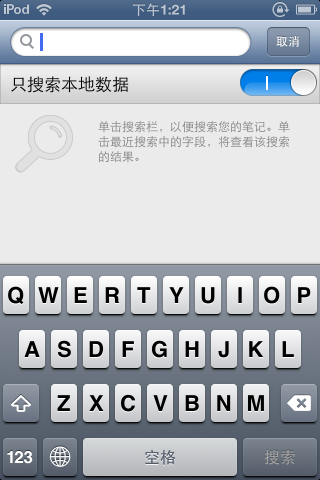 iPod 下午1:21
取消
只搜索本地数据
单击搜索栏，以便搜索您的笔记。单
击最近搜索中的字段，将查看该搜索
的结果。
Q W E R T Y U I O P
A S D F G H J K L
Z X C V B N M
123 空格 搜索